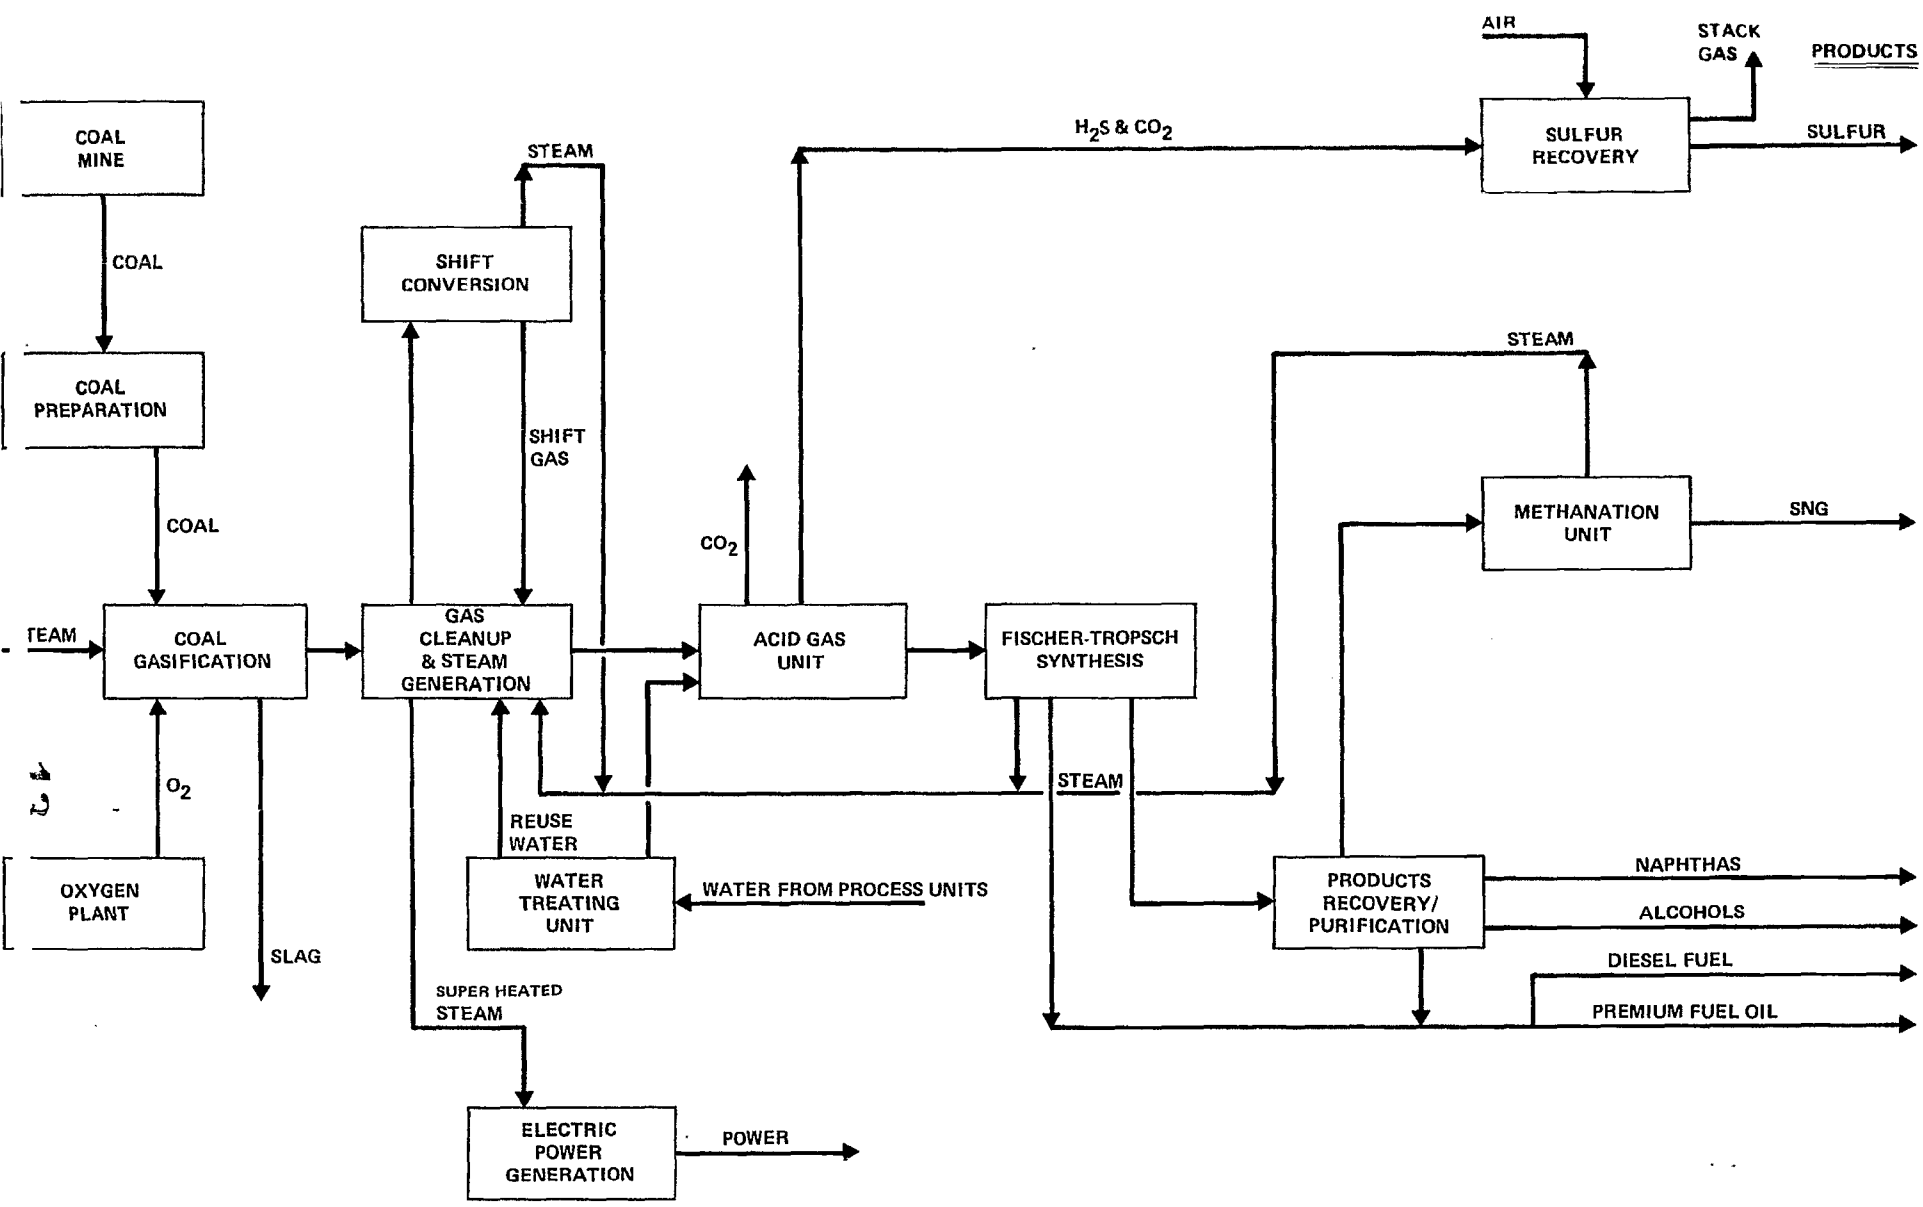 AIR
STACK
GAS
PRODUCTS
COAL
MINE
H2S & CO2
SULFUR
RECOVERY
SULFUR
STEAM
COAL
SHIFT
CONVERSION
STEAM
COAL
PREPARATION
SHIFT
GAS
METHANATION
UNIT
SNG
COAL
CO2
TEAM
COAL
GASIFICATION
GAS
CLEANUP
& STEAM
GENERATION
ACID GAS
UNIT
FISCHER-TROPSCH
SYNTHESIS
O2
STEAM
REUSE
WATER
OXYGEN
PLANT
WATER
TREATING
UNIT
WATER FROM PROCESS UNITS
PRODUCTS
RECOVERY/
PURIFICATION
NAPHTHAS
ALCOHOLS
SLAG
DIESEL FUEL
SUPER HEATED
STEAM
PREMIUM FUEL OIL
ELECTRIC
POWER
GENERATION
POWER